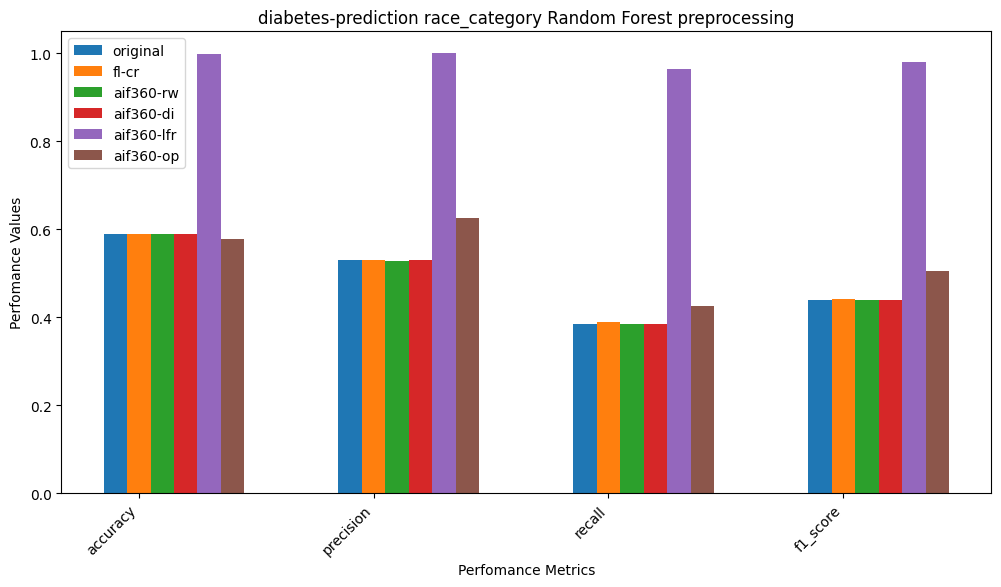 diabetes-prediction race_category Random Forest preprocessing
original
fl-cr
aif360-rw
aif360-di
aif360-lfr
aif360-op
1.0
0.8
0.6
0.4
0.2
0.0
Perfomance Values
accuracy
precision
recall
f1_score
Perfomance Metrics